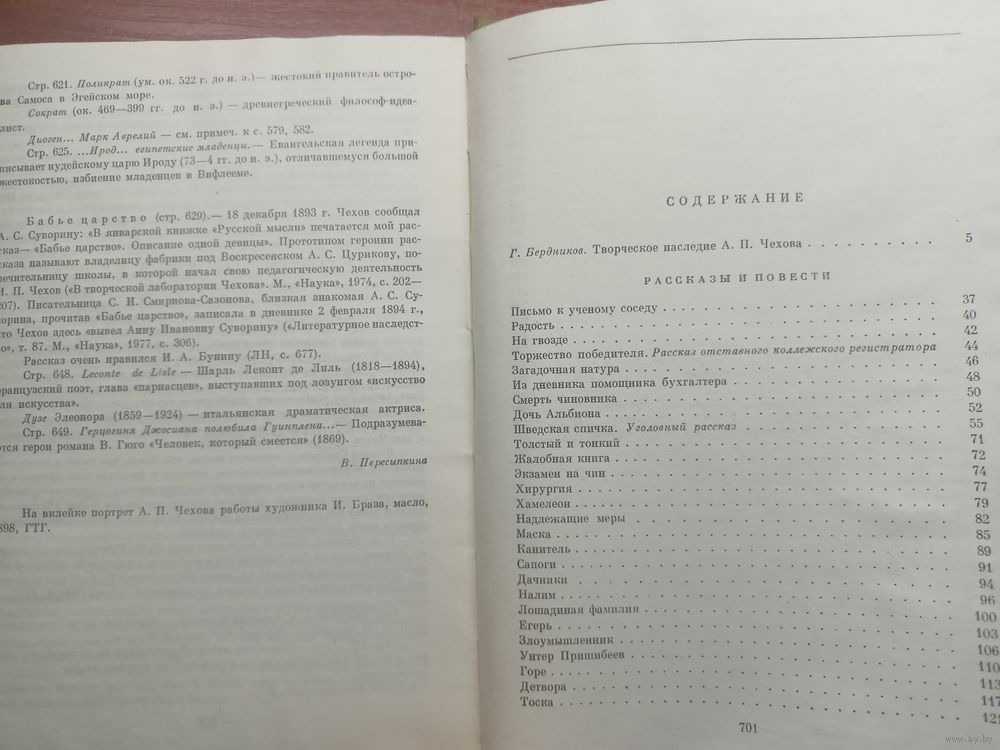 Стр. 621. Поликрат (ум. ок. 522 г. до н. э.) — жестокий правитель остро-
ва Самоса в Эгейском море.
Сократ (ок. 469—399 гг. до н. э.) — древнегреческий философ-идеа-
лист.
Диоген... Марк Аврелий — см. примеч. к с. 579, 582.
Стр. 625. ...Ирод... египетские младенцы.— Евангельская легенда при-
писывает иудейскому царю Ироду (73—4 гг. до н. э.), отличавшемуся большой
жестокостью, избиение младенцев в Вифлееме.
Бабье царство (стр. 629).— 18 декабря 1893 г. Чехов сообщал
А. С. Суворину: «В январской книжке «Русской мысли» печатается мой рас-
сказ— «Бабье царство». Описание одной девицы». Прототипом героини рас-
сказа называют владелицу фабрики под Воскресенском А. С. Цурикову, по-
печительницу школы, в которой начал свою педагогическую деятельность
И. П. Чехов («В творческой лаборатории Чехова». М., «Наука», 1974, с. 202—
207). Писательница С. И. Смирнова-Сазонова, близкая знакомая А. С. Су-
ворина, прочитав «Бабье царство», записала в дневнике 2 февраля 1894 г.,
что Чехов здесь «вывел Анну Ивановну Суворину» («Литературное наследст-
во», т. 87. М., «Наука», 1977, с. 306).
Рассказ очень нравился И. А. Бунину (ЛН, с. 677).
Стр. 648. Leconte de Lisle — Шарль Леконт де Лиль (1818—1894),
французский поэт, глава «парнасцев», выступавших под лозунгом «искусство
для искусства».
Дузе Элеонора (1859—1924) — итальянская драматическая актриса.
Стр. 649. Герцогиня Джосиана полюбила Гуинплена...— Подразумева-
ются герои романа В. Гюго «Человек, который смеется» (1869).
В. Пересыпкина
На вклейке портрет А. П. Чехова работы художника И. Браза, масло,
898, ГТГ.
СОДЕРЖАНИЕ
Г. Бердников. Творческое наследие А. П. Чехова . . . . . . . . . . 5
РАССКАЗЫ И ПОВЕСТИ
Письмо к ученому соседу . . . . . . . . . . 37
Радость . . . . . . . . . . 40
На гвозде . . . . . . . . . . 42
Торжество победителя. Рассказ отставного коллежского регистратора 44
Загадочная натура . . . . . . . . . . 46
Из дневника помощника бухгалтера . . . . . . . . . . 48
Смерть чиновника . . . . . . . . . . 50
Дочь Альбиона . . . . . . . . . . 52
Шведская спичка. Уголовный рассказ . . . . . . . . . . 55
Толстый и тонкий . . . . . . . . . . 71
Жалобная книга . . . . . . . . . . 72
Экзамен на чин . . . . . . . . . . 74
Хирургия . . . . . . . . . . 77
Хамелеон . . . . . . . . . . 79
Надлежащие меры . . . . . . . . . . 82
Маска . . . . . . . . . . 85
Канитель . . . . . . . . . . 89
Сапоги . . . . . . . . . . 91
Дачники . . . . . . . . . . 94
Налим . . . . . . . . . . 96
Лошадиная фамилия . . . . . . . . . . 100
Егерь . . . . . . . . . . 103
Злоумышленник . . . . . . . . . . 106
Унтер Пришибеев . . . . . . . . . . 110
Горе . . . . . . . . . . 113
Детвора . . . . . . . . . . 117
Тоска . . . . . . . . . . 121
701
www.ay.by